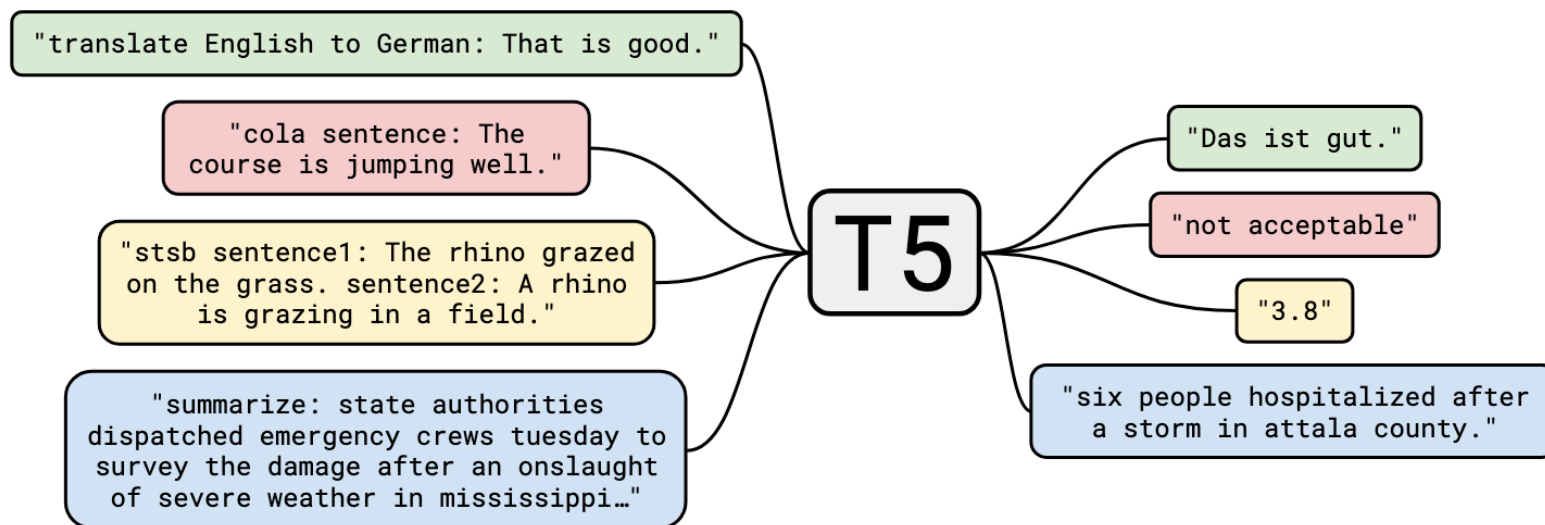 "translate English to German: That is good."
"cola sentence: The
course is jumping well."
"stsb sentence1: The rhino grazed
on the grass. sentence2: A rhino
is grazing in a field."
"summarize: state authorities
dispatched emergency crews tuesday to
survey the damage after an onslaught
of severe weather in mississippi…"
T5
"Das ist gut."
"not acceptable"
"3.8"
"six people hospitalized after
a storm in attala county."